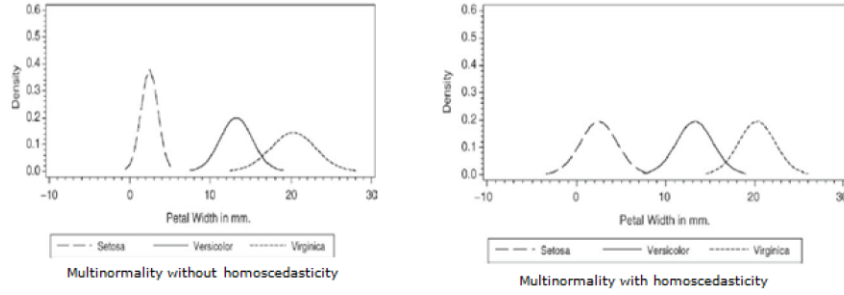 0.6
0.5
0.4
0.3
0.2
0.1
0.0
Density
−10 0 10 20 30
Petal Width in mm.
Setosa Versicolor Virginica
Multinormality without homoscedasticity
0.6
0.5
0.4
0.3
0.2
0.1
0.0
Density
−10 0 10 20 30
Petal Width in mm.
Setosa Versicolor Virginica
Multinormality with homoscedasticity